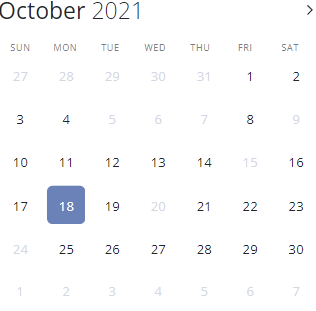 October 2021
SUN MON TUE WED THU FRI SAT
27 28 29 30 31 1 2
3 4 5 6 7 8 9
10 11 12 13 14 15 16
17 18 19 20 21 22 23
24 25 26 27 28 29 30
1 2 3 4 5 6 7